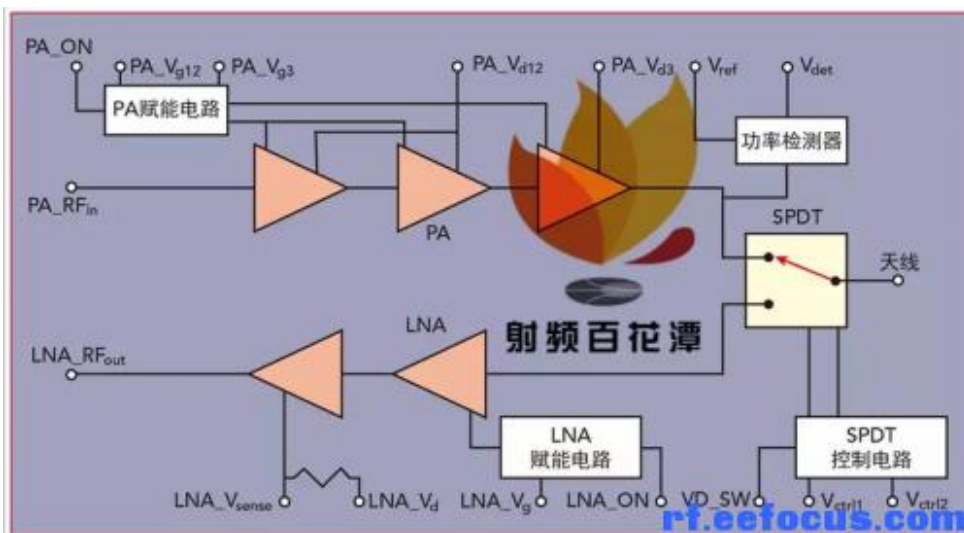 PA_ON
PA_Vg12
PA_Vg3
PA_Vd12
PA_Vd3
Vref
Vdet
PA赋能电路
功率检测器
PA_RFin
PA
SPDT
天线
LNA
LNA_RFout
射频百花潭
LNA
赋能电路
SPDT
控制电路
LNA_Vsense
LNA_Vd
LNA_Vg
LNA_ON
VD_SW
Vctrl1
Vctrl2
rf.eefocus.com